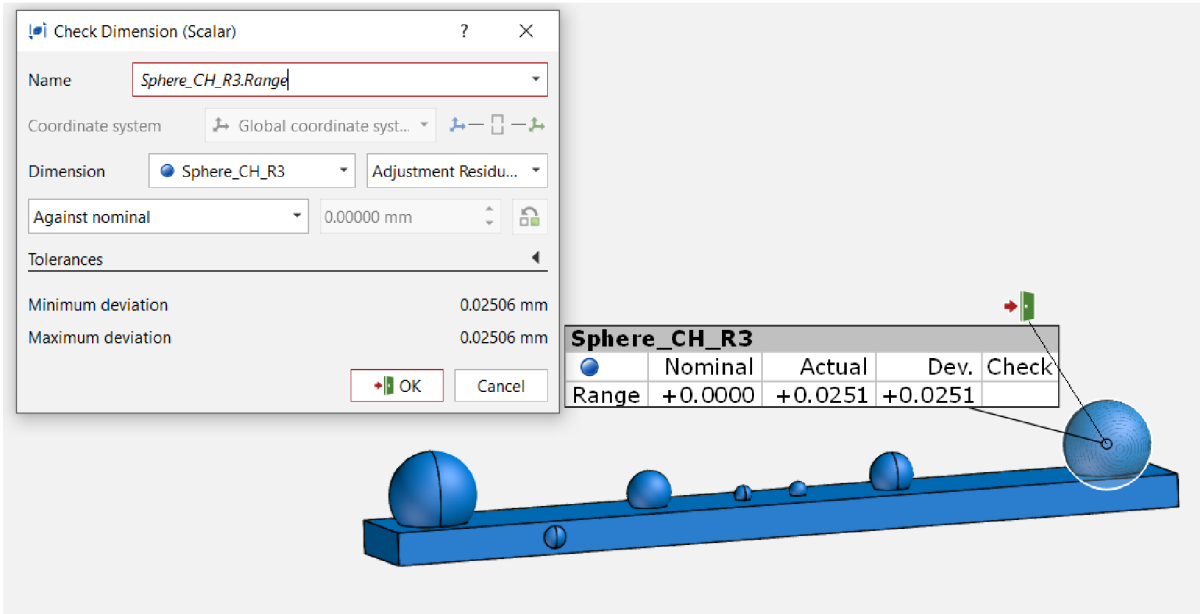 Check Dimension (Scalar) ?
Name Sphere_CH_R3.Range
Coordinate system Global coordinate syst...
Dimension Sphere_CH_R3 Adjustment Residu...
Against nominal 0.00000 mm
Tolerances
Minimum deviation 0.02506 mm
Maximum deviation 0.02506 mm
OK Cancel
Sphere_CH_R3
Nominal Actual Dev. Check
Range +0.0000 +0.0251 +0.0251